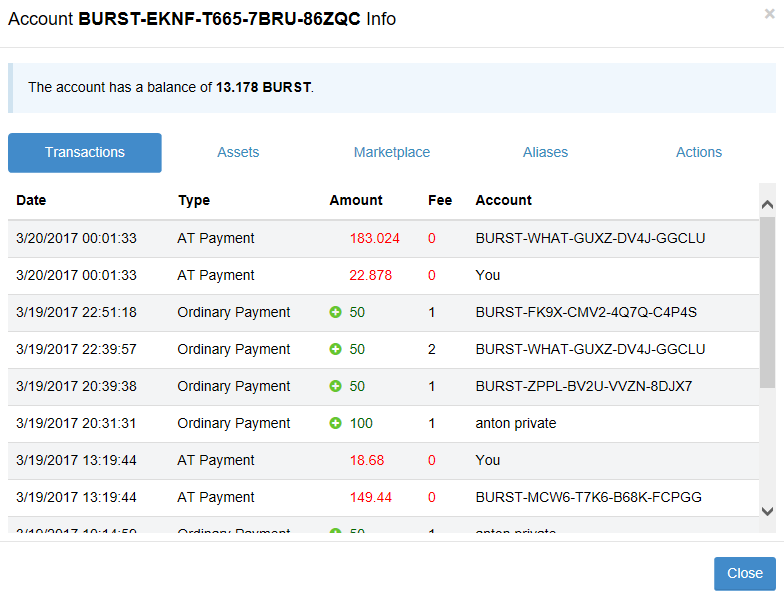 Account BURST-EKNF-T665-7BRU-86ZQC Info
×
The account has a balance of 13.178 BURST.
Transactions Assets Marketplace Aliases Actions
Date Type Amount Fee Account
3/20/2017 00:01:33 AT Payment 183.024 0 BURST-WHAT-GUXZ-DV4J-GGCLU
3/20/2017 00:01:33 AT Payment 22.878 0 You
3/19/2017 22:51:18 Ordinary Payment 50 1 BURST-FK9X-CMV2-4Q7Q-C4P4S
3/19/2017 22:39:57 Ordinary Payment 50 2 BURST-WHAT-GUXZ-DV4J-GGCLU
3/19/2017 20:39:38 Ordinary Payment 50 1 BURST-ZPPL-BV2U-VVZN-8DJX7
3/19/2017 20:31:31 Ordinary Payment 100 1 anton private
3/19/2017 13:19:44 AT Payment 18.68 0 You
3/19/2017 13:19:44 AT Payment 149.44 0 BURST-MCW6-T7K6-B68K-FCPGG
Ordinary Payment 50 1 anton private
Close